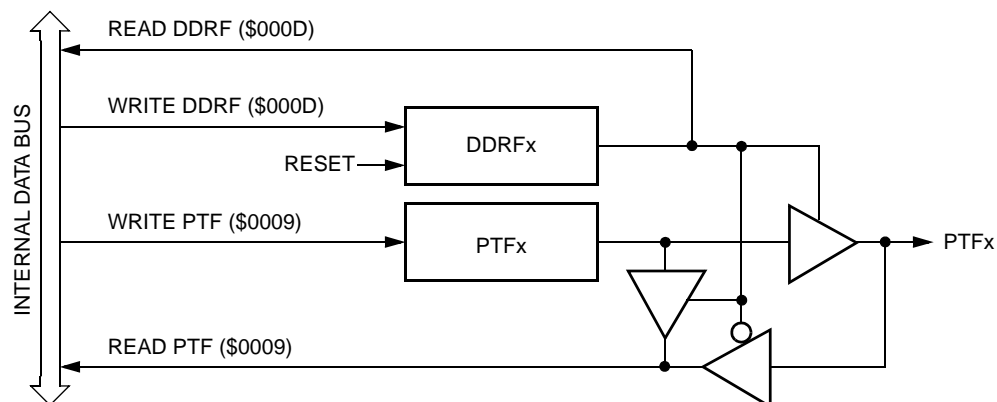 READ DDRF ($000D)
WRITE DDRF ($000D)
DDRFx
RESET
INTERNAL DATA BUS
WRITE PTF ($0009)
PTFx
PTFx
READ PTF ($0009)